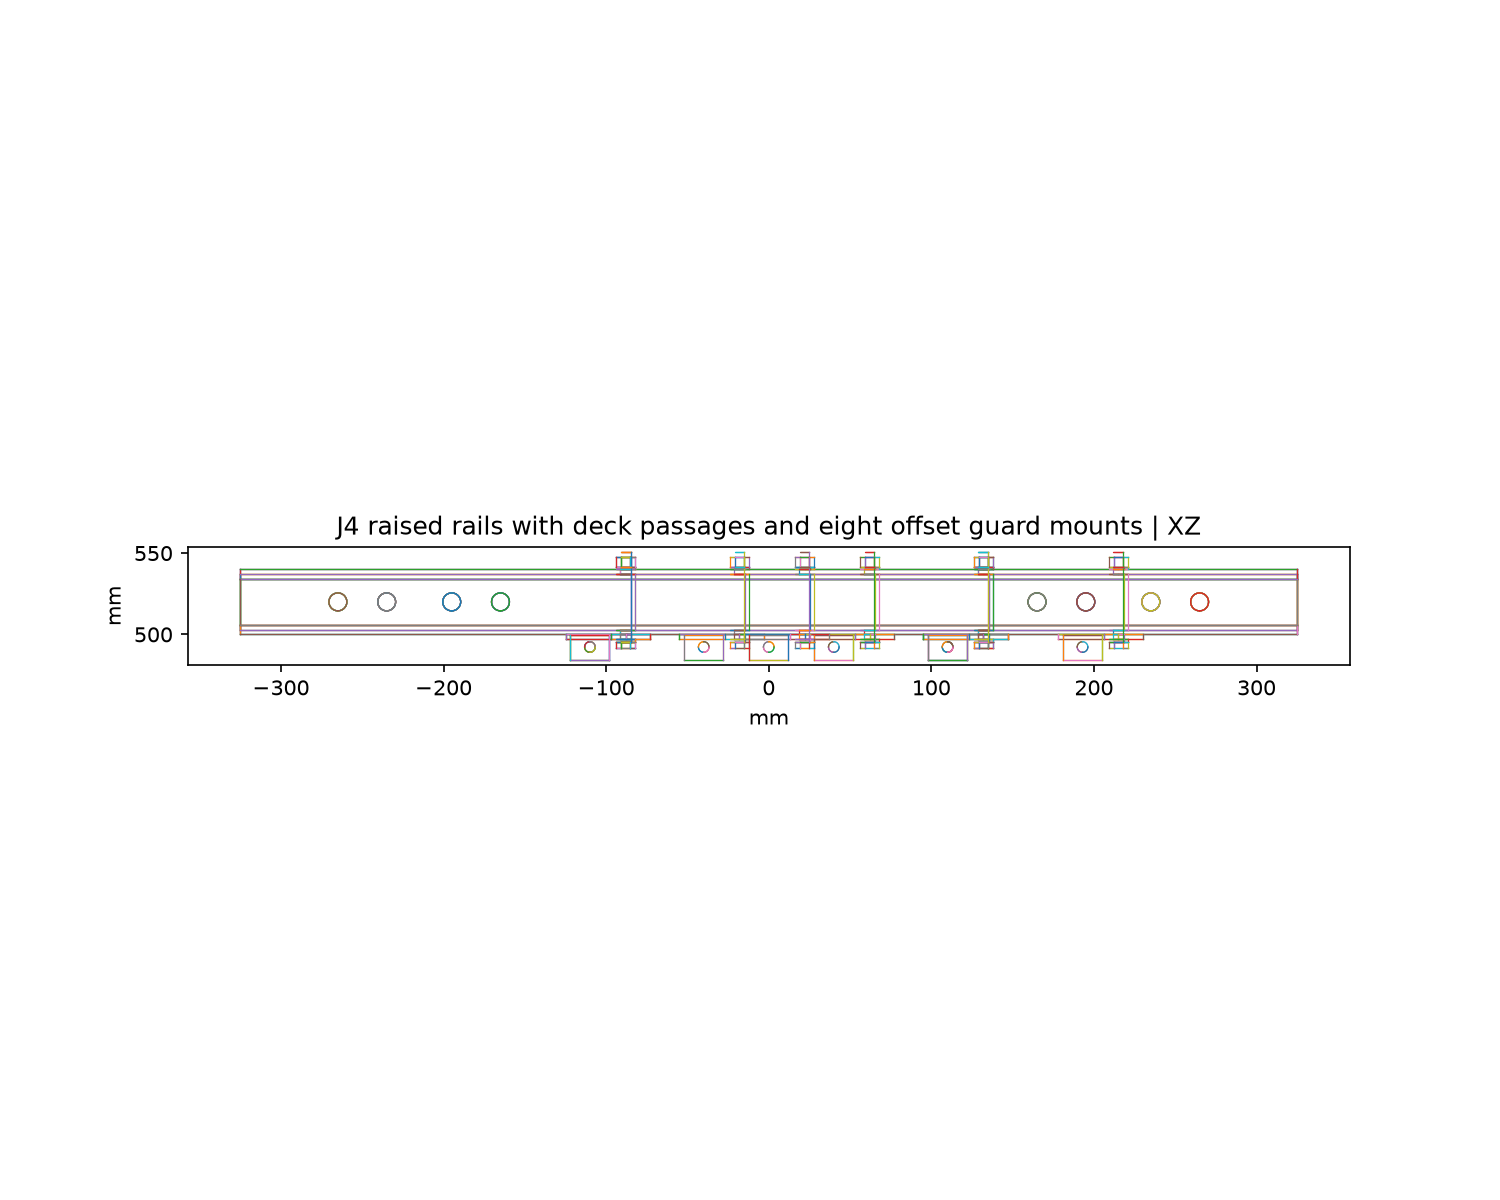 J4 raised rails with deck passages and eight offset guard mounts | XZ
550
500
mm
−300 −200 −100 0 100 200 300
mm